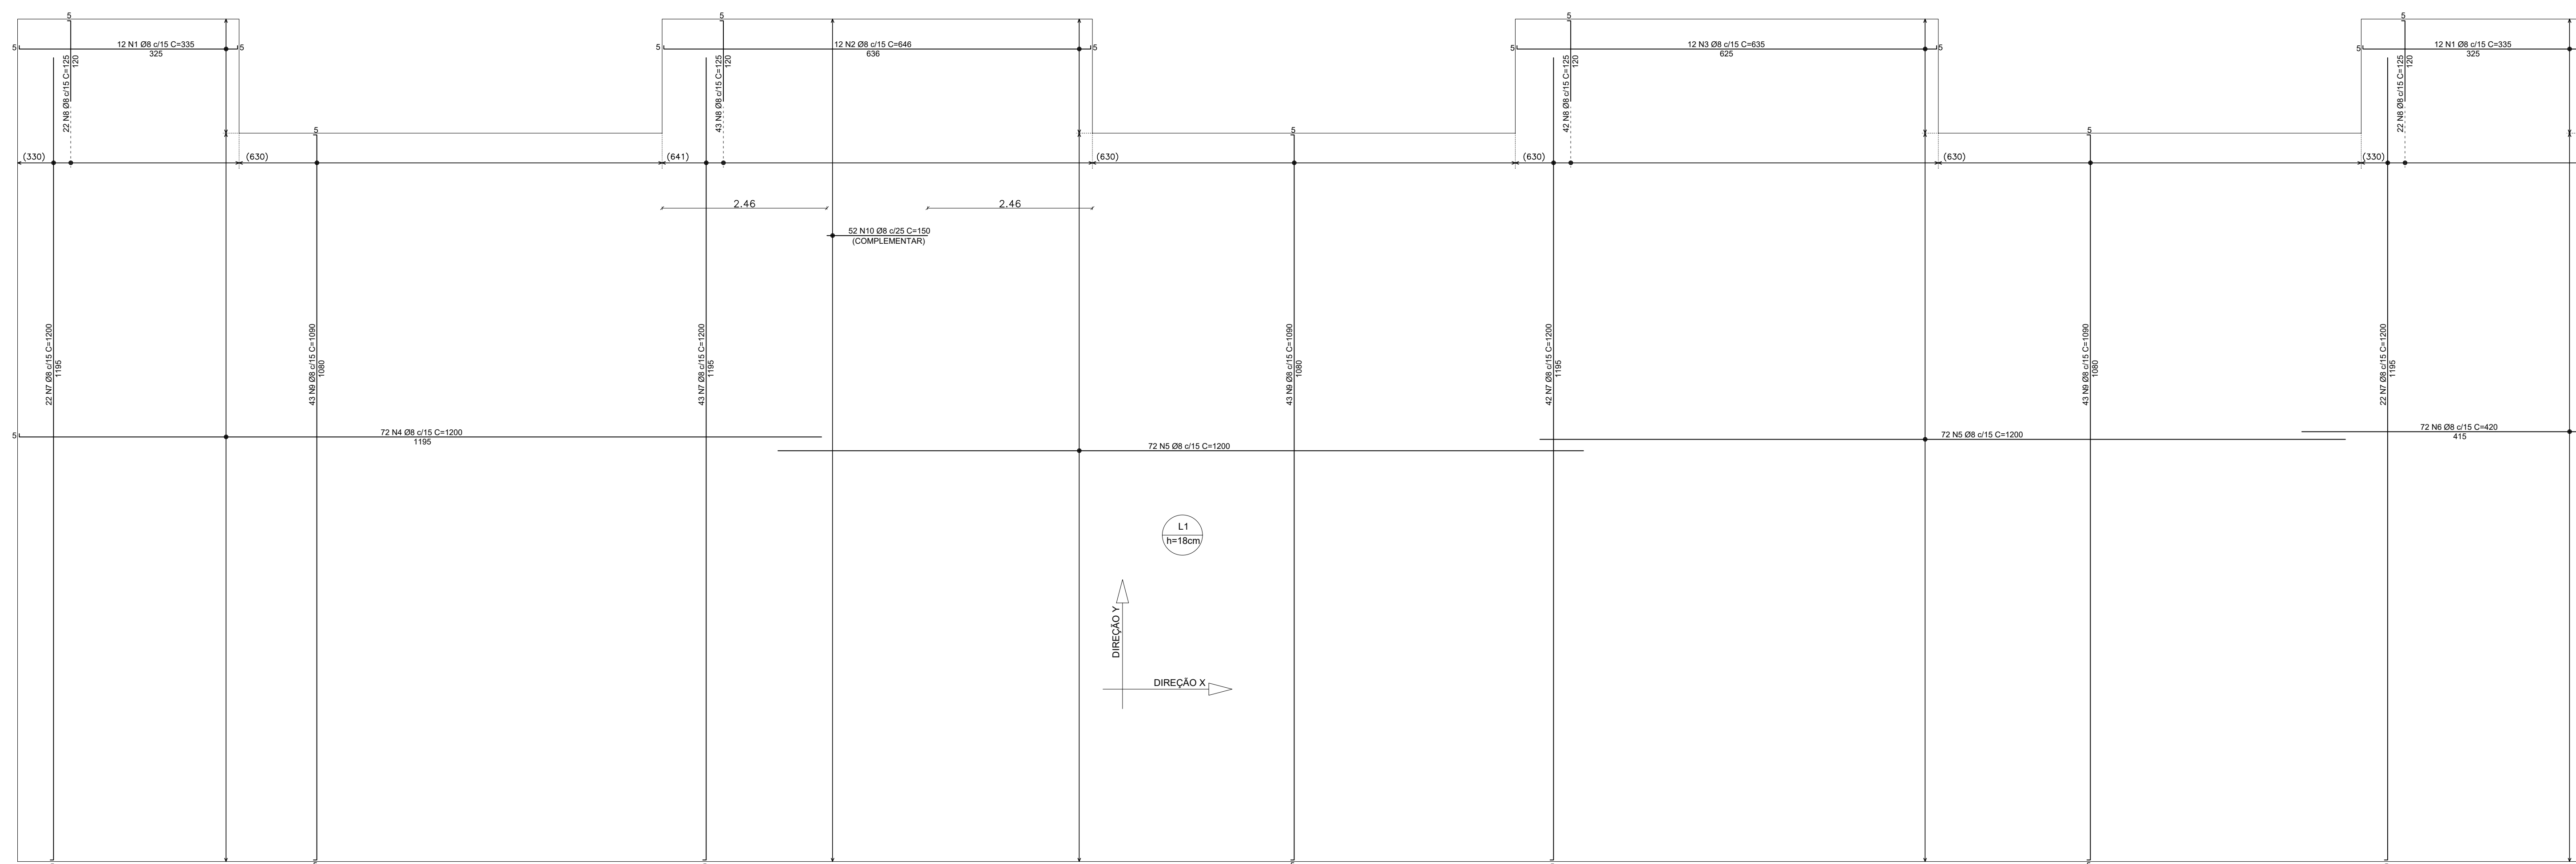 5
5
5
5
5
12 N1 Ø8 c/15 C=335
325
5
5
12 N2 Ø8 c/15 C=646
636
5
5
12 N3 Ø8 c/15 C=635
625
5
5
12 N1 Ø8 c/15 C=335
325
22 N8 Ø8 c/15 C=125
120
43 N8 Ø8 c/15 C=125
120
42 N8 Ø8 c/15 C=125
120
22 N8 Ø8 c/15 C=125
120
5
5
5
(330)
(630)
(641)
(630)
(630)
(630)
(330)
2.46
2.46
52 N10 Ø8 c/25 C=150
(COMPLEMENTAR)
22 N7 Ø8 c/15 C=1200
1195
43 N9 Ø8 c/15 C=1090
1080
43 N7 Ø8 c/15 C=1200
1195
43 N9 Ø8 c/15 C=1090
1080
42 N7 Ø8 c/15 C=1200
1195
43 N9 Ø8 c/15 C=1090
1080
22 N7 Ø8 c/15 C=1200
1195
5
72 N4 Ø8 c/15 C=1200
1195
72 N5 Ø8 c/15 C=1200
72 N5 Ø8 c/15 C=1200
72 N6 Ø8 c/15 C=420
415
L1
h=18cm
DIREÇÃO Y
DIREÇÃO X